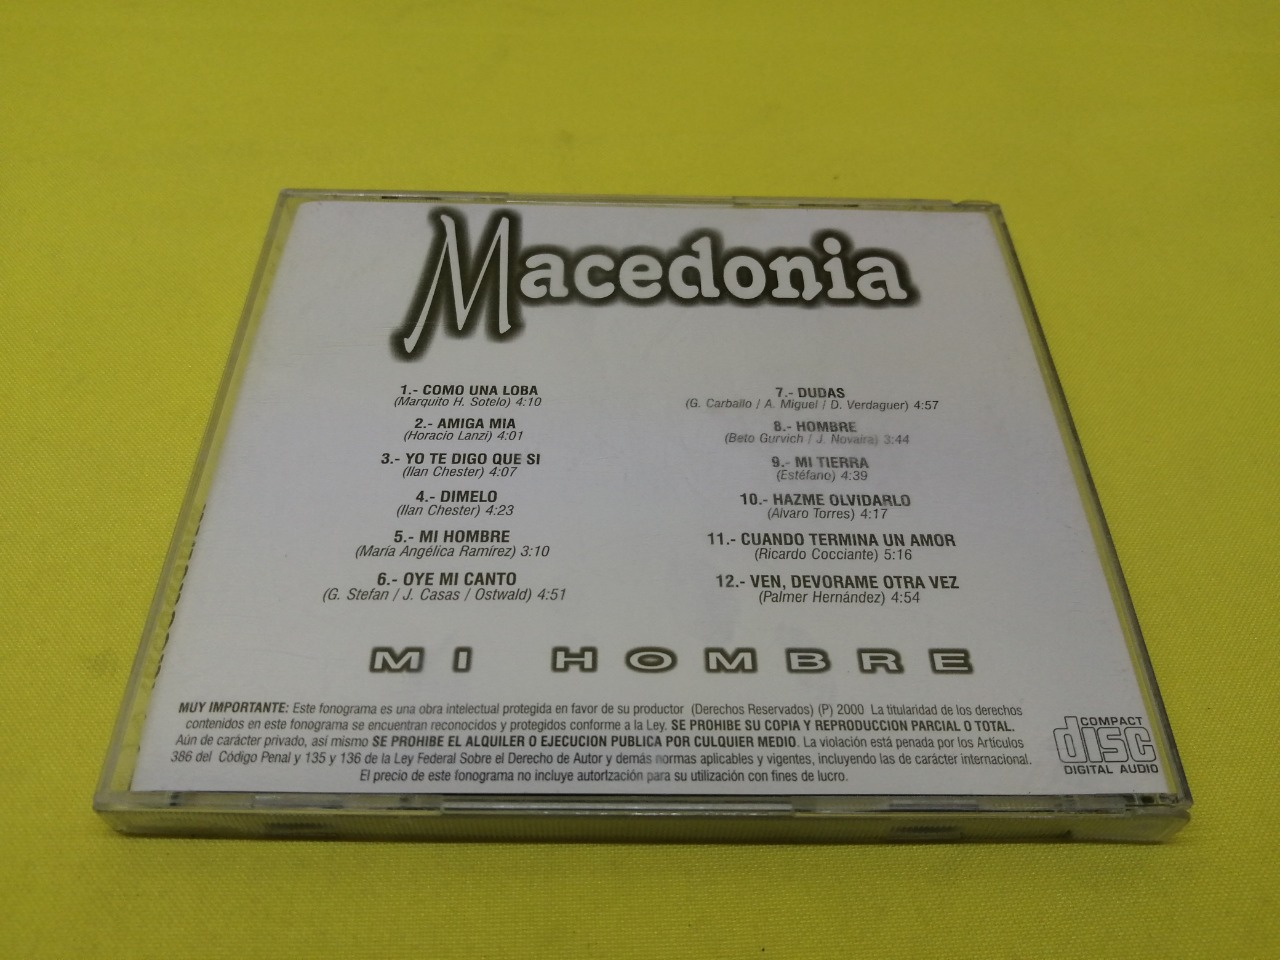 Macedonia
1.- COMO UNA LOBA
(Marquito H. Sotelo) 4:10
2.- AMIGA MIA
(Horacio Lanzi) 4:01
3.- YO TE DIGO QUE SI
(Ilan Chester) 4:07
4.- DIMELO
(Ilan Chester) 4:23
5.- MI HOMBRE
(María Angélica Ramírez) 3:10
6.- OYE MI CANTO
(G. Stefan / J. Casas / Ostwald) 4:51
7.- DUDAS
(G. Carballo / A. Miguel / D. Verdaguer) 4:57
8.- HOMBRE
(Beto Gurvich / J. Novaira) 3:44
9.- MI TIERRA
(Estéfano) 4:39
10.- HAZME OLVIDARLO
(Alvaro Torres) 4:17
11.- CUANDO TERMINA UN AMOR
(Ricardo Cocciante) 5:16
12.- VEN, DEVORAME OTRA VEZ
(Palmer Hernández) 4:54
MI HOMBRE
MUY IMPORTANTE: Este fonograma es una obra intelectual protegida en favor de su productor (Derechos Reservados) (P) 2000 La titularidad de los derechos
contenidos en este fonograma se encuentran reconocidos y protegidos conforme a la Ley. SE PROHIBE SU COPIA Y REPRODUCCION PARCIAL O TOTAL.
Aún de carácter privado, así mismo SE PROHIBE EL ALQUILER O EJECUCION PUBLICA POR CULQUIER MEDIO. La violación está penada por los Artículos
386 del Código Penal y 135 y 136 de la Ley Federal Sobre el Derecho de Autor y demás normas aplicables y vigentes, incluyendo las de carácter internacional.
El precio de este fonograma no incluye autorización para su utilización con fines de lucro.
COMPACT
disc
DIGITAL AUDIO